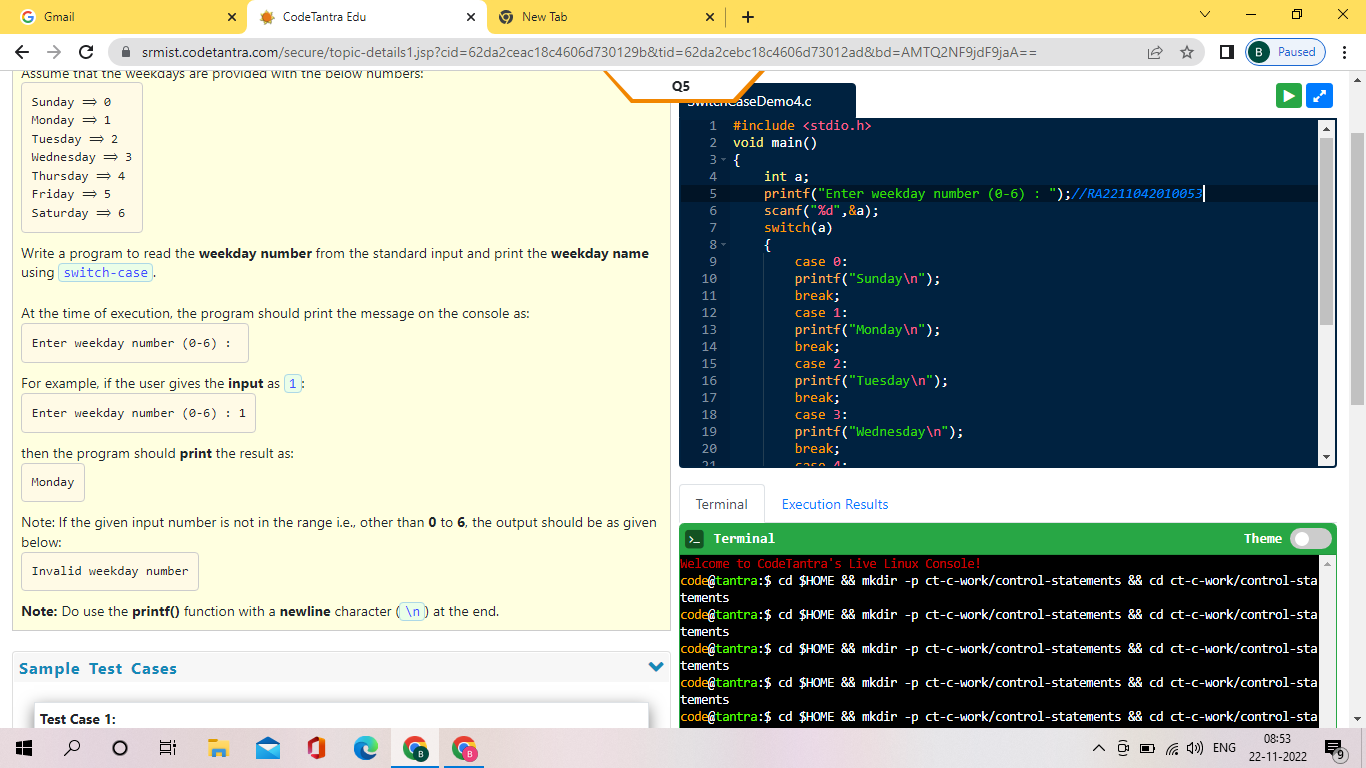 Gmail
CodeTantra Edu
New Tab
srmist.codetantra.com/secure/topic-details1.jsp?cid=62da2ceac18c4606d730129b&tid=62da2cebc18c4606d73012ad&bd=AMTQ2NF9jdF9jaA==
B Paused
Assume that the weekdays are provided with the below numbers:
Sunday => 0
Monday => 1
Tuesday => 2
Wednesday => 3
Thursday => 4
Friday => 5
Saturday => 6
Write a program to read the weekday number from the standard input and print the weekday name
using switch-case.
At the time of execution, the program should print the message on the console as:
Enter weekday number (0-6) :
For example, if the user gives the input as 1:
Enter weekday number (0-6) : 1
then the program should print the result as:
Monday
Note: If the given input number is not in the range i.e., other than 0 to 6, the output should be as given
below:
Invalid weekday number
Note: Do use the printf() function with a newline character (\n) at the end.
Sample Test Cases
Test Case 1:
Q5
SwitchCaseDemo4.c
1 #include <stdio.h>
2 void main()
3 {
4 int a;
5 printf("Enter weekday number (0-6) : ");//RA2211042010053
6 scanf("%d",&a);
7 switch(a)
8 {
9 case 0:
10 printf("Sunday\n");
11 break;
12 case 1:
13 printf("Monday\n");
14 break;
15 case 2:
16 printf("Tuesday\n");
17 break;
18 case 3:
19 printf("Wednesday\n");
20 break;
21 case 4:
Terminal
Execution Results
>_ Terminal
Theme
Welcome to CodeTantra's Live Linux Console!
code@tantra:$ cd $HOME && mkdir -p ct-c-work/control-statements && cd ct-c-work/control-sta
tements
code@tantra:$ cd $HOME && mkdir -p ct-c-work/control-statements && cd ct-c-work/control-sta
tements
code@tantra:$ cd $HOME && mkdir -p ct-c-work/control-statements && cd ct-c-work/control-sta
tements
code@tantra:$ cd $HOME && mkdir -p ct-c-work/control-statements && cd ct-c-work/control-sta
tements
code@tantra:$ cd $HOME && mkdir -p ct-c-work/control-statements && cd ct-c-work/control-sta
B
B
ENG
08:53
22-11-2022
9